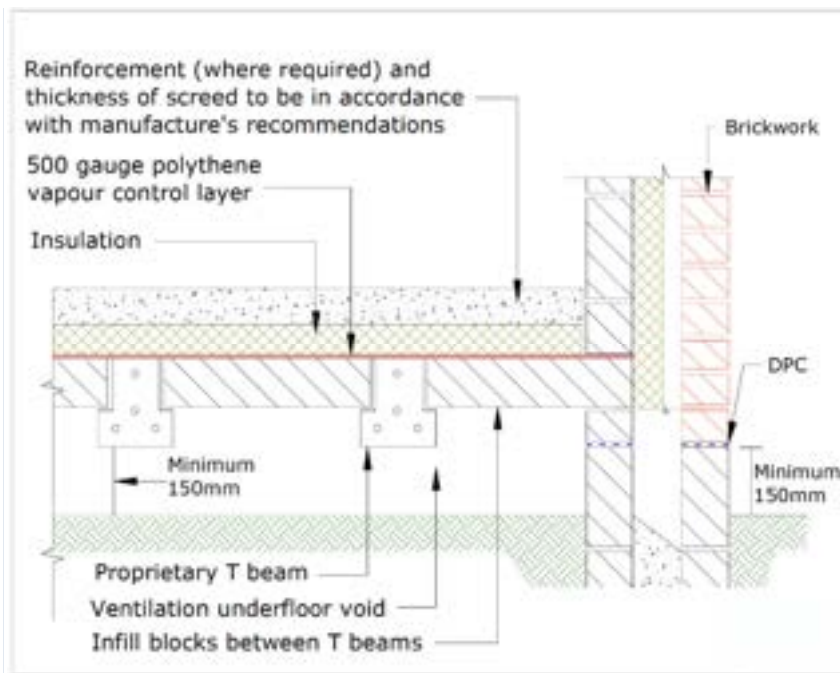 Reinforcement (where required) and
thickness of screed to be in accordance
with manufacture's recommendations
Brickwork
500 gauge polythene
vapour control layer
Insulation
DPC
Minimum
150mm
Minimum
150mm
Proprietary T beam
Ventilation underfloor void
Infill blocks between T beams